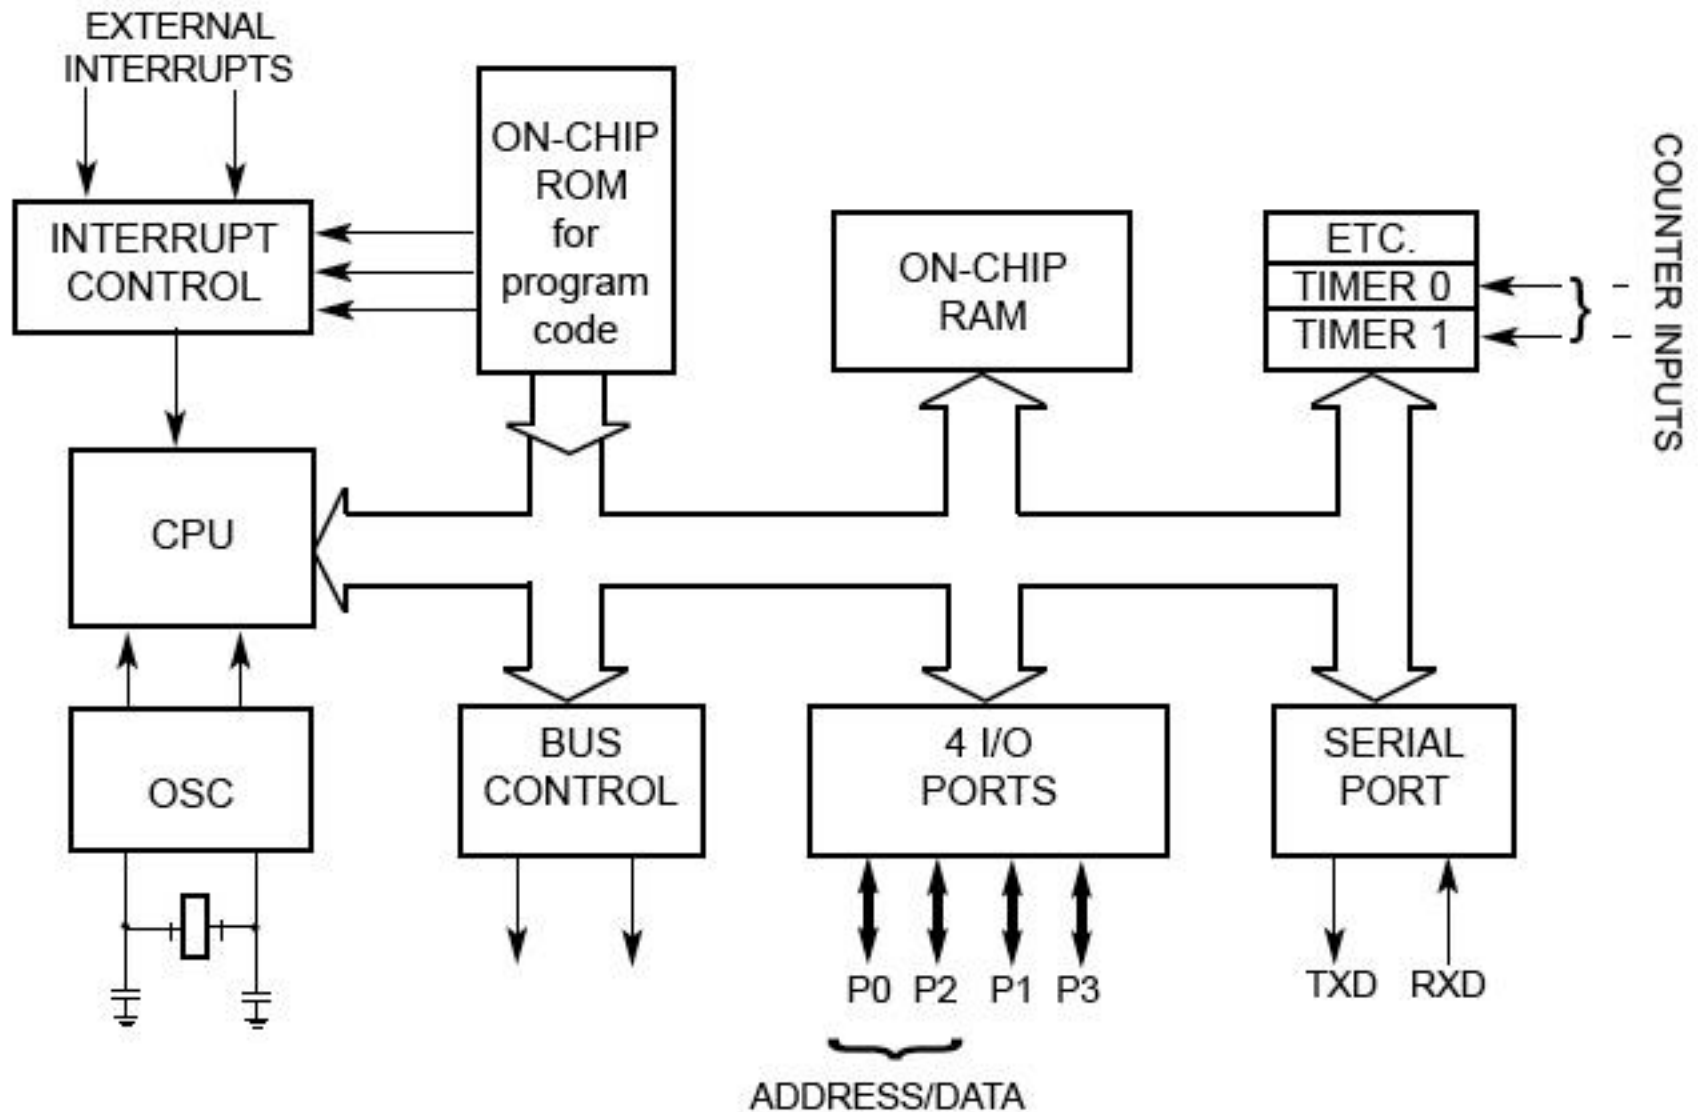 EXTERNAL
INTERRUPTS
INTERRUPT
CONTROL
ON-CHIP
ROM
for
program
code
ON-CHIP
RAM
ETC.
TIMER 0
TIMER 1
COUNTER INPUTS
CPU
OSC
BUS
CONTROL
4 I/O
PORTS
SERIAL
PORT
P0 P2 P1 P3
TXD RXD
ADDRESS/DATA